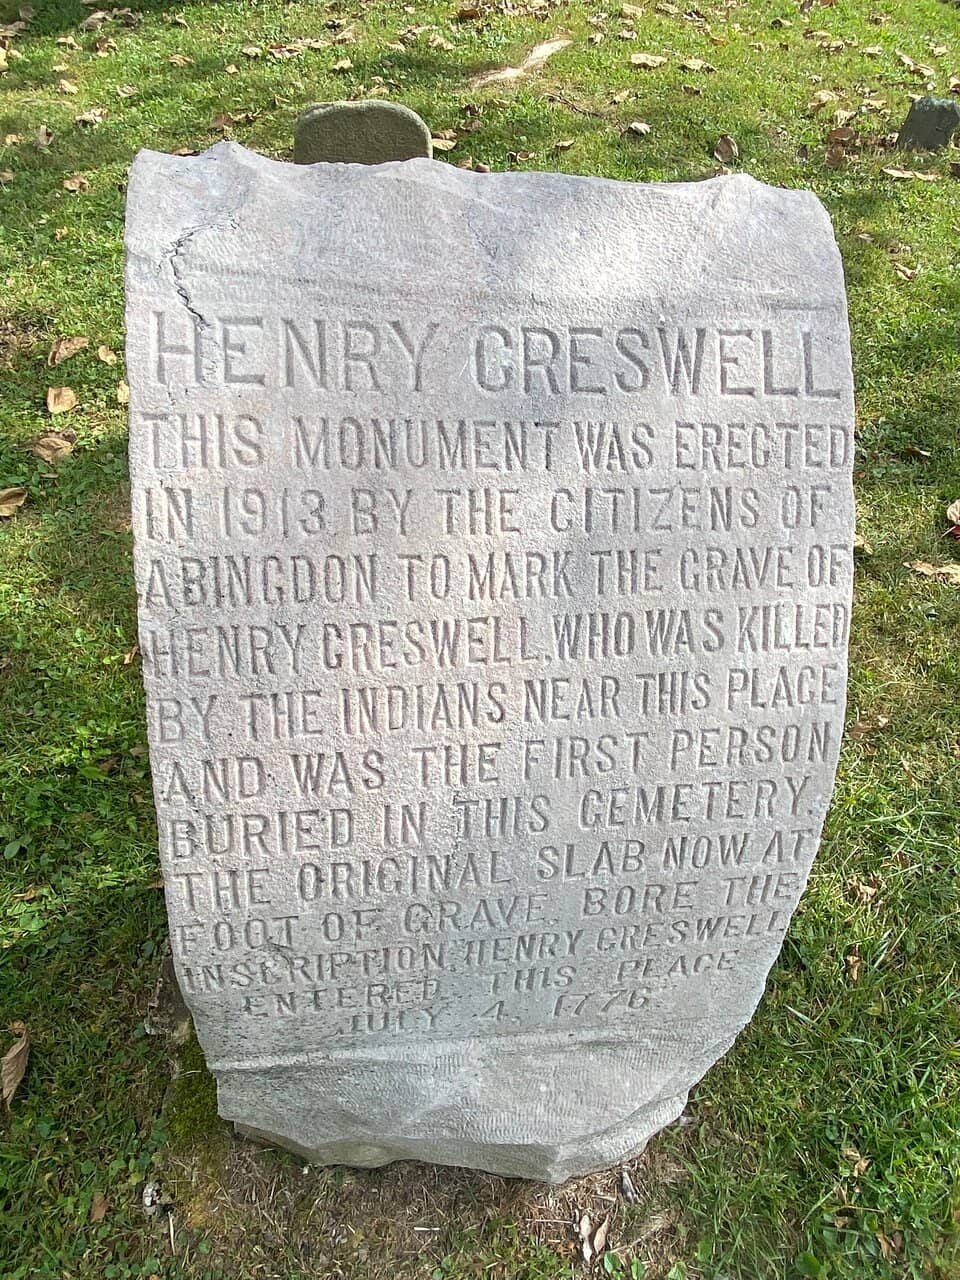 HENRY CRESWELL
THIS MONUMENT WAS ERECTED
IN 1913 BY THE CITIZENS OF
ABINGDON TO MARK THE GRAVE OF
HENRY CRESWELL, WHO WAS KILLED
BY THE INDIANS NEAR THIS PLACE
AND WAS THE FIRST PERSON
BURIED IN THIS CEMETERY.
THE ORIGINAL SLAB NOW AT
FOOT OF GRAVE, BORE THE
INSCRIPTION, HENRY CRESWELL
ENTERED THIS PLACE
JULY 4, 1776